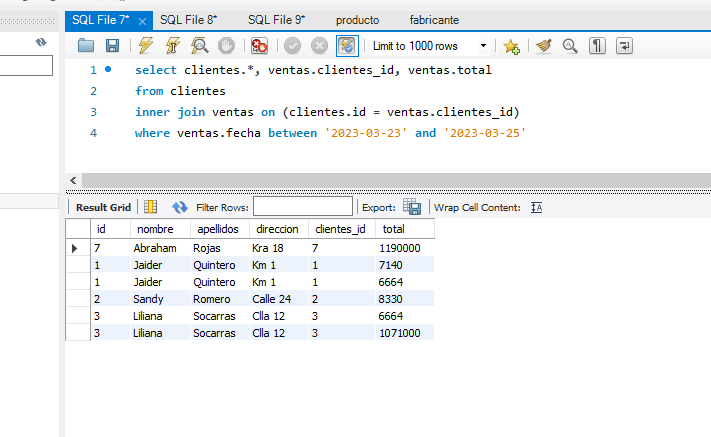 SQL File 7* × SQL File 8* SQL File 9* producto fabricante
Limit to 1000 rows
1 select clientes.*, ventas.clientes_id, ventas.total
2 from clientes
3 inner join ventas on (clientes.id = ventas.clientes_id)
4 where ventas.fecha between '2023-03-23' and '2023-03-25'
Result Grid Filter Rows: Export: Wrap Cell Content:
id nombre apellidos direccion clientes_id total
7 Abraham Rojas Kra 18 7 1190000
1 Jaider Quintero Km 1 1 7140
1 Jaider Quintero Km 1 1 6664
2 Sandy Romero Calle 24 2 8330
3 Liliana Socarras Clla 12 3 6664
3 Liliana Socarras Clla 12 3 1071000